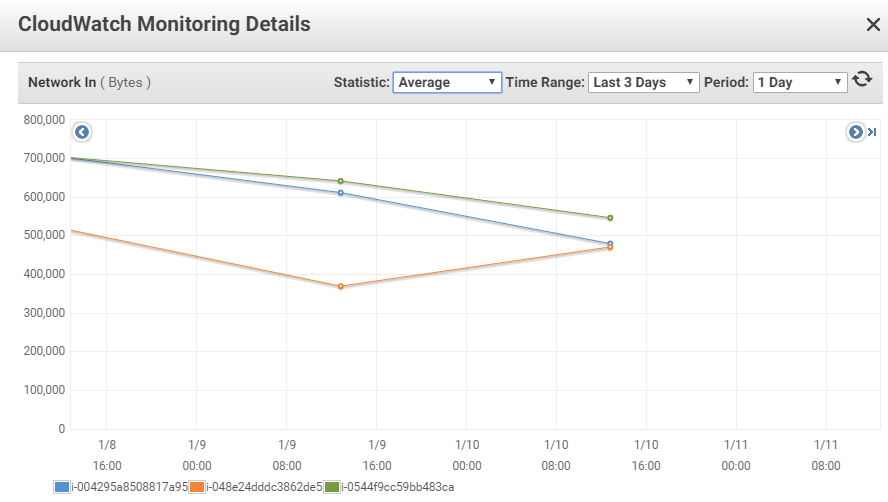 CloudWatch Monitoring Details
Network In ( Bytes ) Statistic: Average Time Range: Last 3 Days Period: 1 Day
800,000
700,000
600,000
500,000
400,000
300,000
200,000
100,000
0
1/8 1/9 1/9 1/9 1/10 1/10 1/10 1/11 1/11
16:00 00:00 08:00 16:00 00:00 08:00 16:00 00:00 08:00
i-004295a8508817a95 i-048e24dddc3862de5 i-0544f9cc59bb483ca